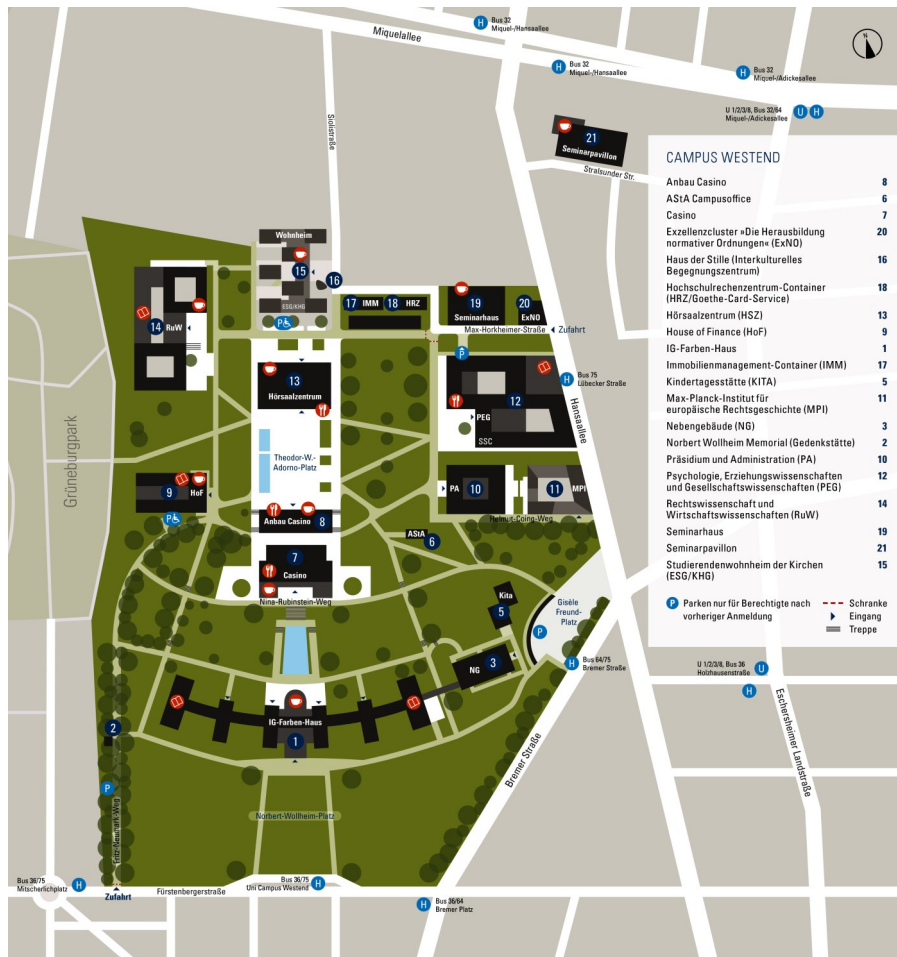 Bus 32
Miquel-/Hansaallee
Miquelallee
N
Bus 32
Miquel-/Hansaallee
Bus 32
Miquel-/Adickesallee
U 1/2/3/8, Bus 32/64
Miquel-/Adickesallee
U
H
H
H
H
Siolistraße
21
Seminarpavillon
Stralsunder Str.
CAMPUS WESTEND
Anbau Casino 8
AStA Campusoffice 6
Casino 7
Exzellenzcluster »Die Herausbildung 20
normativer Ordnungen« (ExNO)
Haus der Stille (Interkulturelles 16
Begegnungszentrum)
Hochschulrechenzentrum-Container 18
(HRZ/Goethe-Card-Service)
Hörsaalzentrum (HSZ) 13
House of Finance (HoF) 9
IG-Farben-Haus 1
Immobilienmanagement-Container (IMM) 17
Kindertagesstätte (KITA) 5
Max-Planck-Institut für 11
europäische Rechtsgeschichte (MPI)
Nebengebäude (NG) 3
Norbert Wollheim Memorial (Gedenkstätte) 2
Präsidium und Administration (PA) 10
Psychologie, Erziehungswissenschaften 12
und Gesellschaftswissenschaften (PEG)
Rechtswissenschaft und 14
Wirtschaftswissenschaften (RuW)
Seminarhaus 19
Seminarpavillon 21
Studierendenwohnheim der Kirchen 15
(ESG/KHG)
P Parken nur für Berechtigte nach
vorheriger Anmeldung
Schranke
Eingang
Treppe
Wohnheim
15
16
ESG/KHG
P
14 RuW
17 IMM
18 HRZ
19
Seminarhaus
20
ExNO
Max-Horkheimer-Straße
Zufahrt
P
H
Bus 75
Lübecker Straße
13
Hörsaalzentrum
12
PEG
SSC
Hansaallee
Grüneburgpark
Theodor-W.-
Adorno-Platz
9
HoF
P
PA
10
11
MPI
Helmut-Coing-Weg
Anbau Casino
8
AStA
6
7
Casino
Nina-Rubinstein-Weg
Kita
5
Gisèle
Freund-
Platz
P
NG
3
H
Bus 64/75
Bremer Straße
U 1/2/3/8, Bus 36
Holzhausenstraße
U
H
Eschersheimer Landstraße
IG-Farben-Haus
1
2
Bremer Straße
P
Fritz-Neumark-Weg
Norbert-Wollheim-Platz
Bus 36/75
Mitscherlichplatz
H
Zufahrt
Fürstenbergerstraße
Bus 36/75
Uni Campus Westend
H
H
Bus 36/64
Bremer Platz